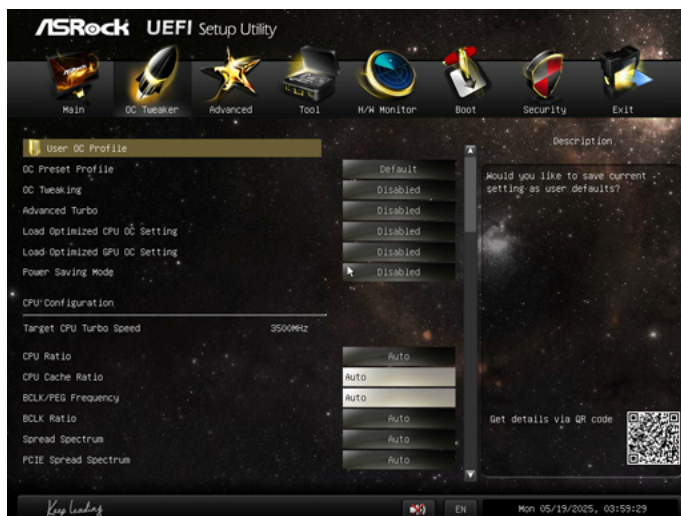 ASRock UEFI Setup Utility
Main OC Tweaker Advanced Tool H/W Monitor Boot Security Exit
User OC Profile
OC Preset Profile Default
OC Tweaking Disabled
Advanced Turbo Disabled
Load Optimized CPU OC Setting Disabled
Load Optimized GPU OC Setting Disabled
Power Saving Mode Disabled
CPU Configuration
Target CPU Turbo Speed 3500MHz
CPU Ratio Auto
CPU Cache Ratio Auto
BCLK/PEG Frequency Auto
BCLK Ratio Auto
Spread Spectrum Auto
PCIE Spread Spectrum Auto
Description
Would you like to save current
setting as user defaults?
Get details via QR code
Keep Leading
EN
Mon 05/19/2025, 03:59:29